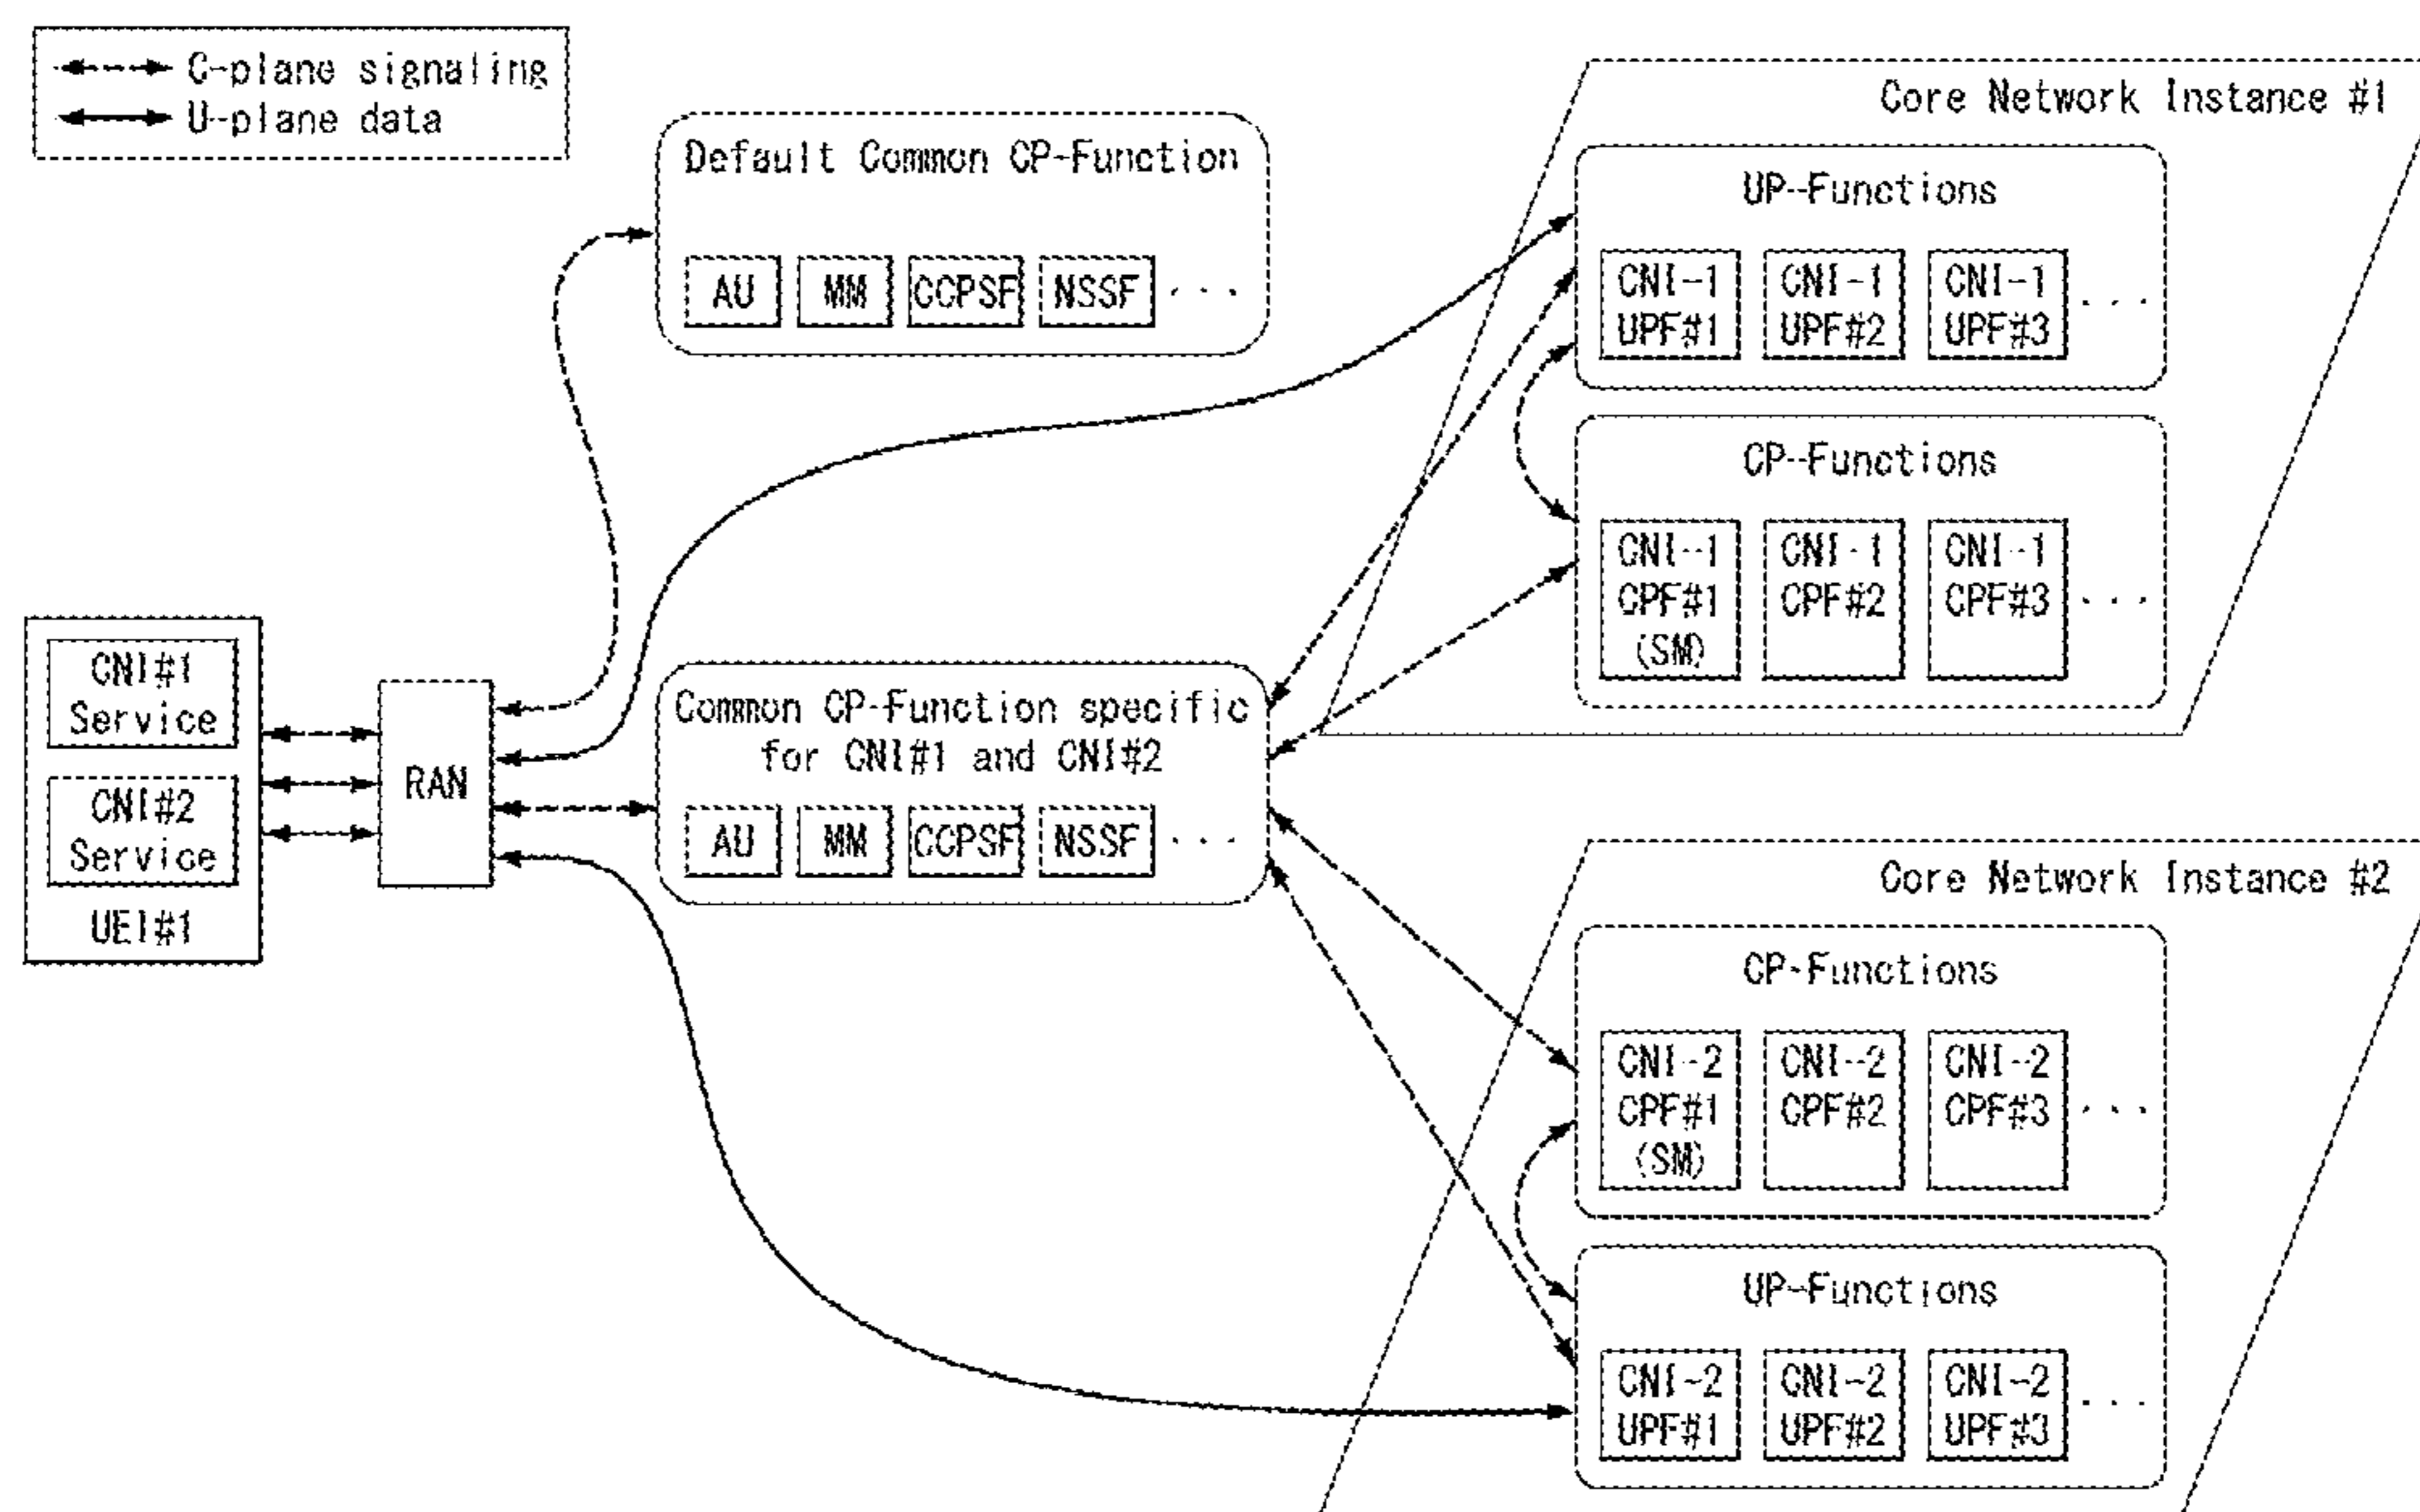 C-plane signaling
U-plane data
Default Common CP-Function
AU MM CCPSF NSSF ...
Core Network Instance #1
UP-Functions
CNI-1 CNI-1 CNI-1
UPF#1 UPF#2 UPF#3 ...
CP-Functions
CNI-1 CNI-1 CNI-1
CPF#1 CPF#2 CPF#3 ...
(SM)
CNI#1
Service
CNI#2
Service
UEI#1
RAN
Common CP-Function specific
for CNI#1 and CNI#2
AU MM CCPSF NSSF ...
Core Network Instance #2
CP-Functions
CNI-2 CNI-2 CNI-2
CPF#1 CPF#2 CPF#3 ...
(SM)
UP-Functions
CNI-2 CNI-2 CNI-2
UPF#1 UPF#2 UPF#3 ...